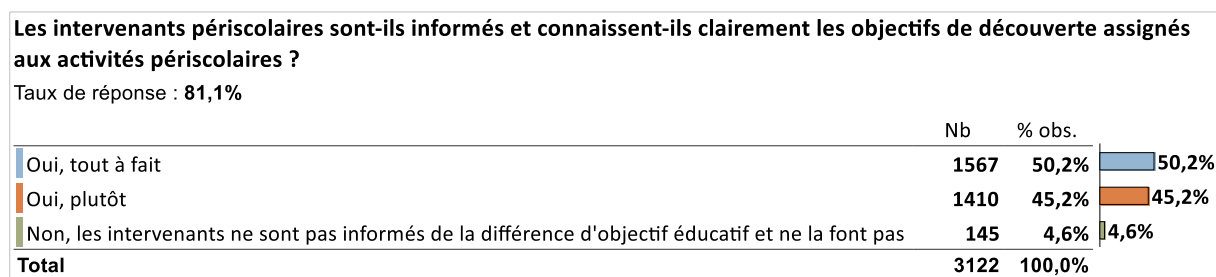 Les intervenants périscolaires sont-ils informés et connaissent-ils clairement les objectifs de découverte assignés
aux activités périscolaires ?
Taux de réponse : 81,1%
Nb % obs.
Oui, tout à fait 1567 50,2% 50,2%
Oui, plutôt 1410 45,2% 45,2%
Non, les intervenants ne sont pas informés de la différence d'objectif éducatif et ne la font pas 145 4,6% 4,6%
Total 3122 100,0%